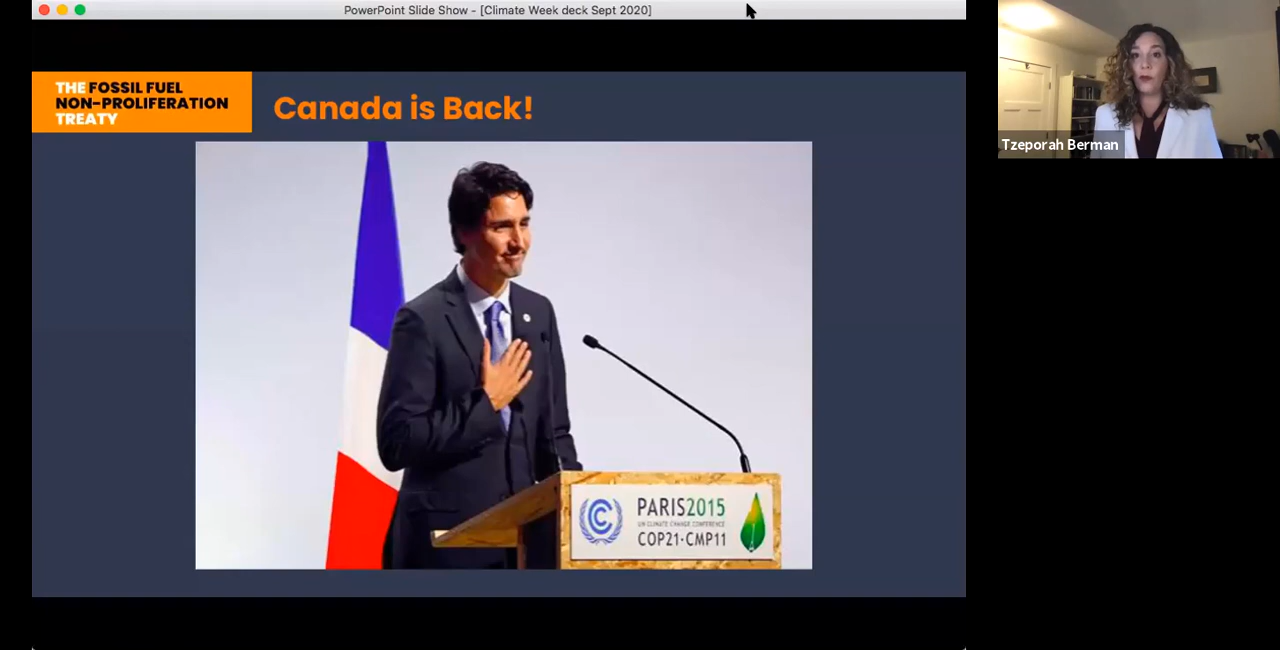 PowerPoint Slide Show - [Climate Week deck Sept 2020]
THE FOSSIL FUEL
NON-PROLIFERATION
TREATY
Canada is Back!
Tzeporah Berman
PARIS2015
UN CLIMATE CHANGE CONFERENCE
COP21·CMP11